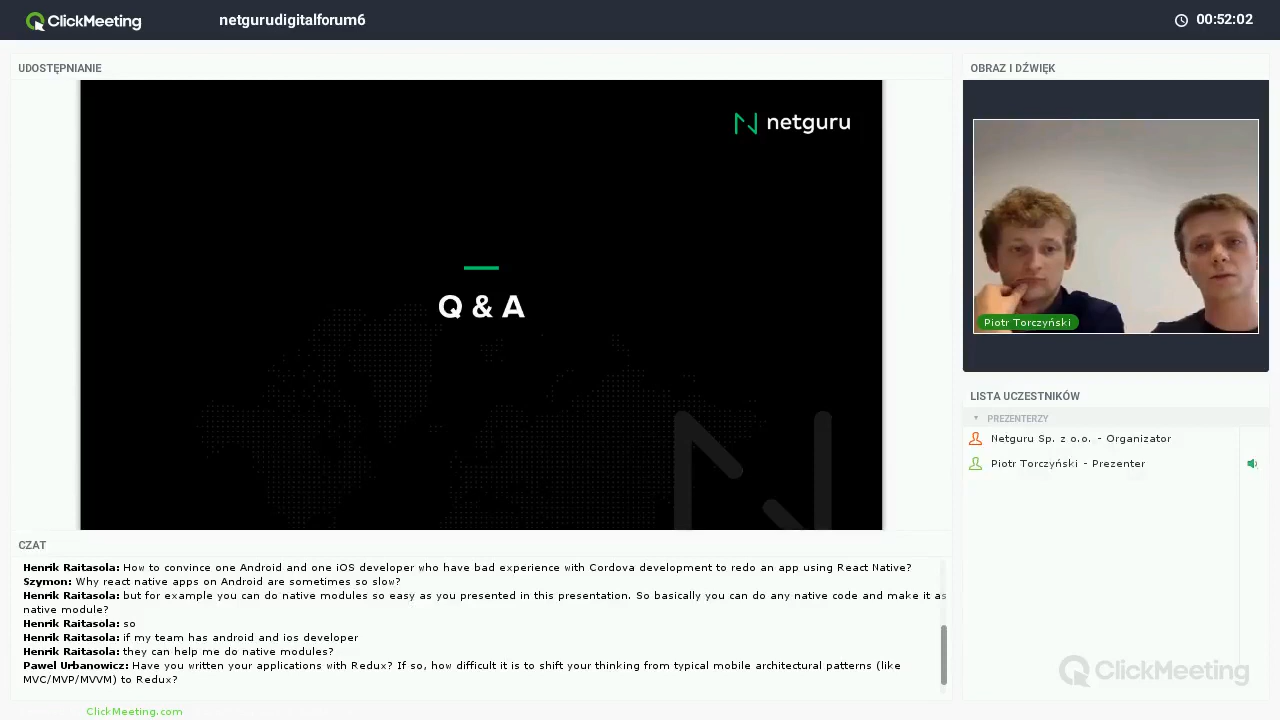 ClickMeeting
netgurudigitalforum6
00:52:02
UDOSTĘPNIANIE
netguru
Q & A
OBRAZ I DŹWIĘK
Piotr Torczyński
LISTA UCZESTNIKÓW
PREZENTERZY
Netguru Sp. z o.o. - Organizator
Piotr Torczyński - Prezenter
CZAT
Henrik Raitasola: How to convince one Android and one iOS developer who have bad experience with Cordova development to redo an app using React Native?
Szymon: Why react native apps on Android are sometimes so slow?
Henrik Raitasola: but for example you can do native modules so easy as you presented in this presentation. So basically you can do any native code and make it as
native module?
Henrik Raitasola: so
Henrik Raitasola: if my team has android and ios developer
Henrik Raitasola: they can help me do native modules?
Pawel Urbanowicz: Have you written your applications with Redux? If so, how difficult it is to shift your thinking from typical mobile architectural patterns (like
MVC/MVP/MVVM) to Redux?
ClickMeeting
ClickMeeting.com